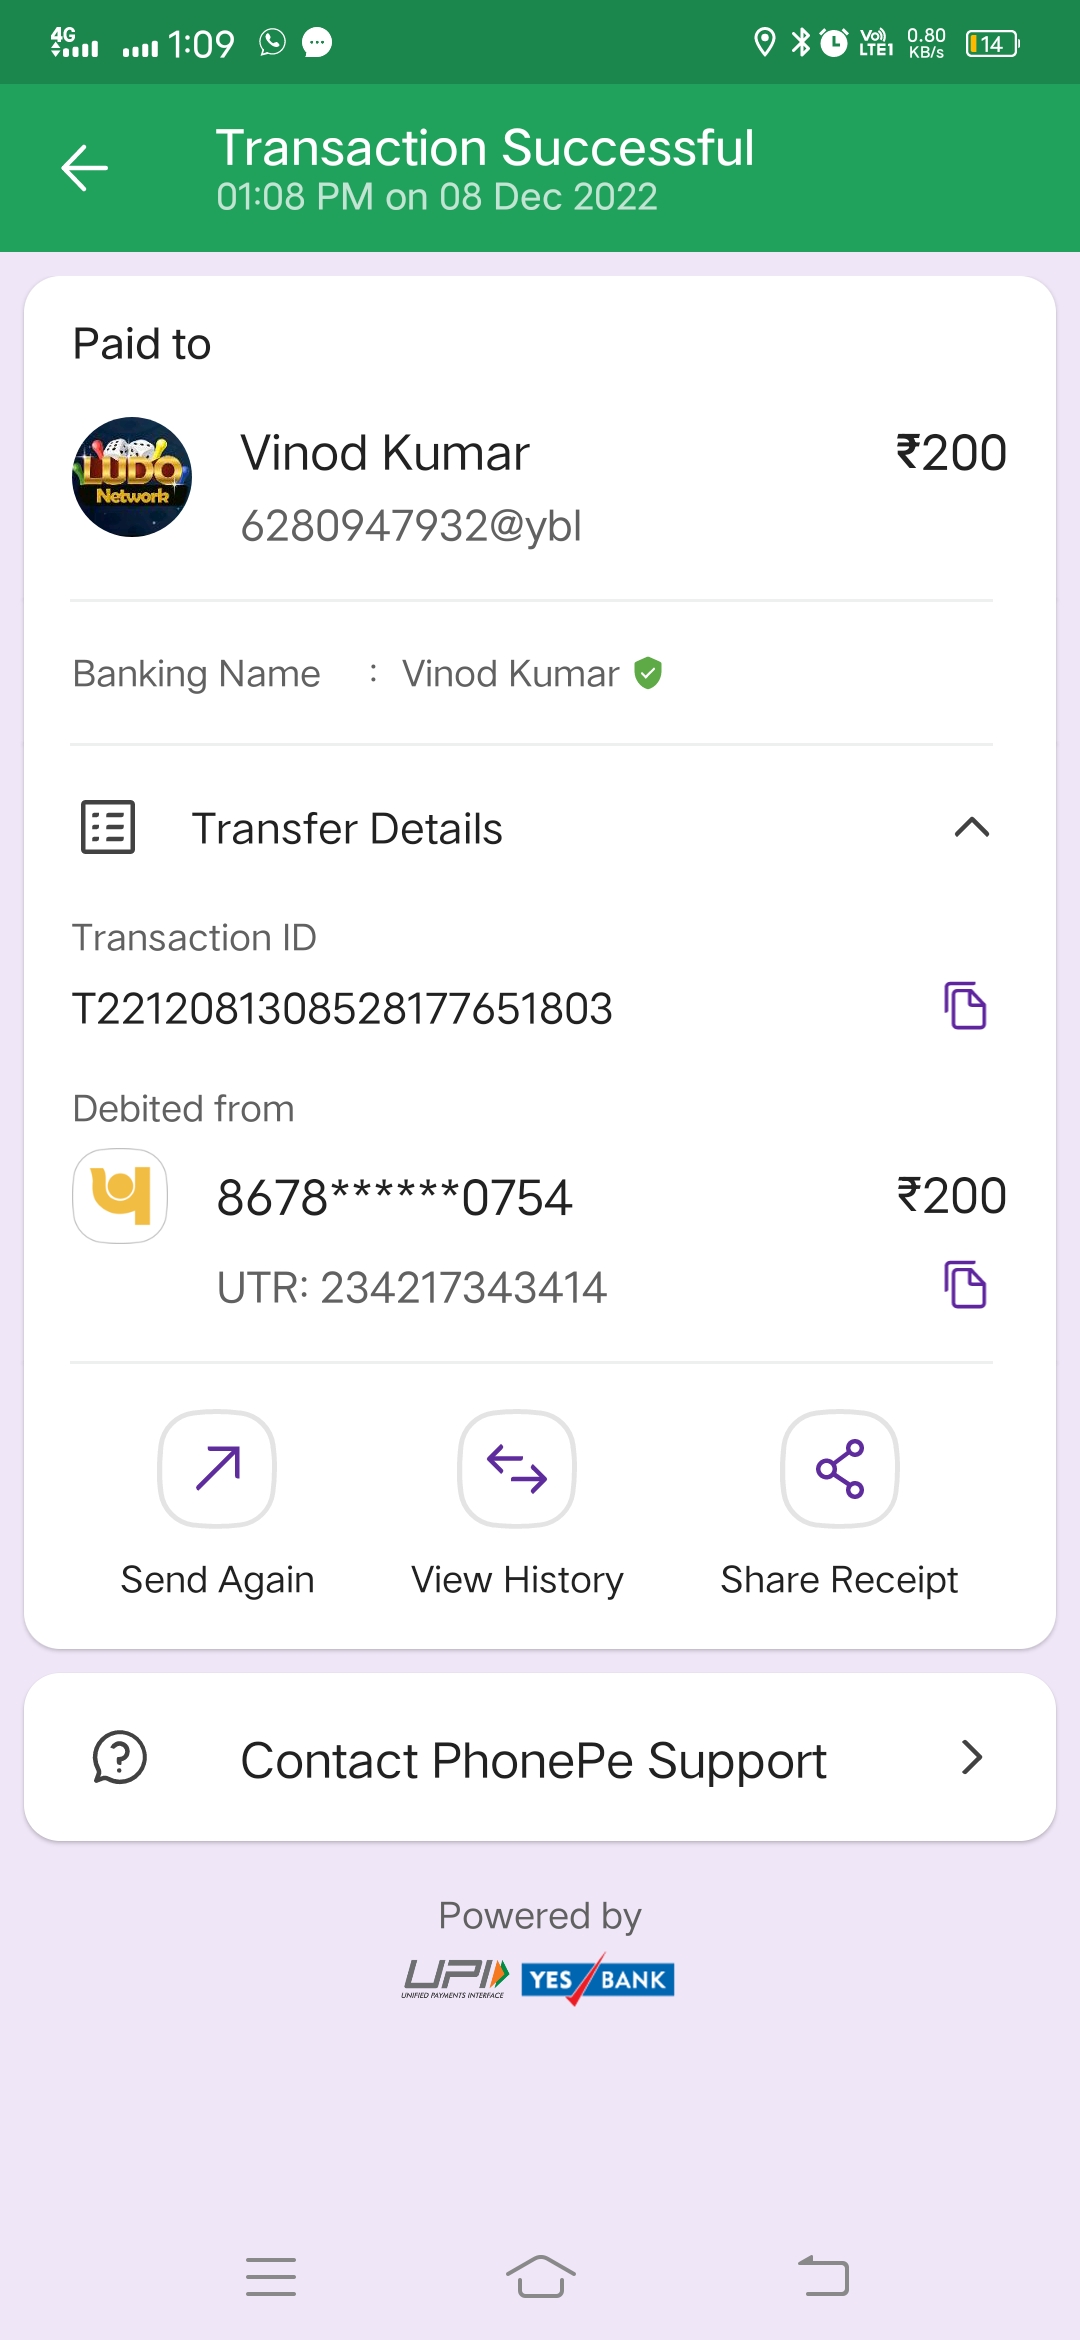 4G 1:09 Vo)) LTE1 0.80 KB/s 14
Transaction Successful
01:08 PM on 08 Dec 2022
Paid to
LUDO
Network
Vinod Kumar ₹200
6280947932@ybl
Banking Name : Vinod Kumar
Transfer Details
Transaction ID
T2212081308528177651803
Debited from
8678******0754 ₹200
UTR: 234217343414
Send Again View History Share Receipt
Contact PhonePe Support
Powered by
UPI YES BANK
UNIFIED PAYMENTS INTERFACE